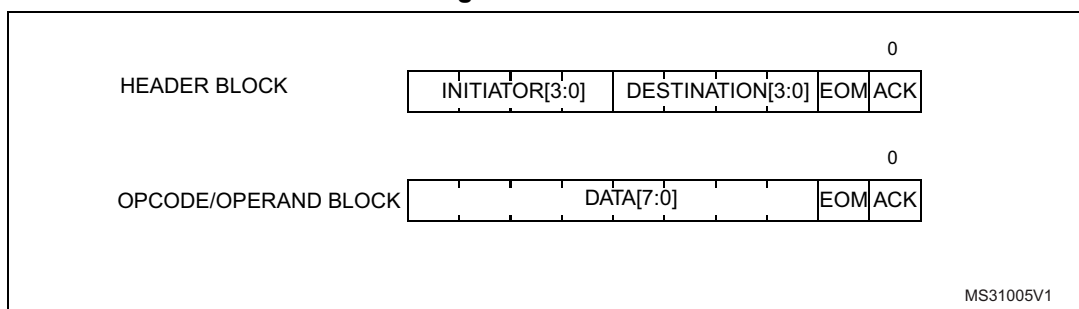 0
HEADER BLOCK INITIATOR[3:0] DESTINATION[3:0] EOM ACK
0
OPCODE/OPERAND BLOCK DATA[7:0] EOM ACK
MS31005V1